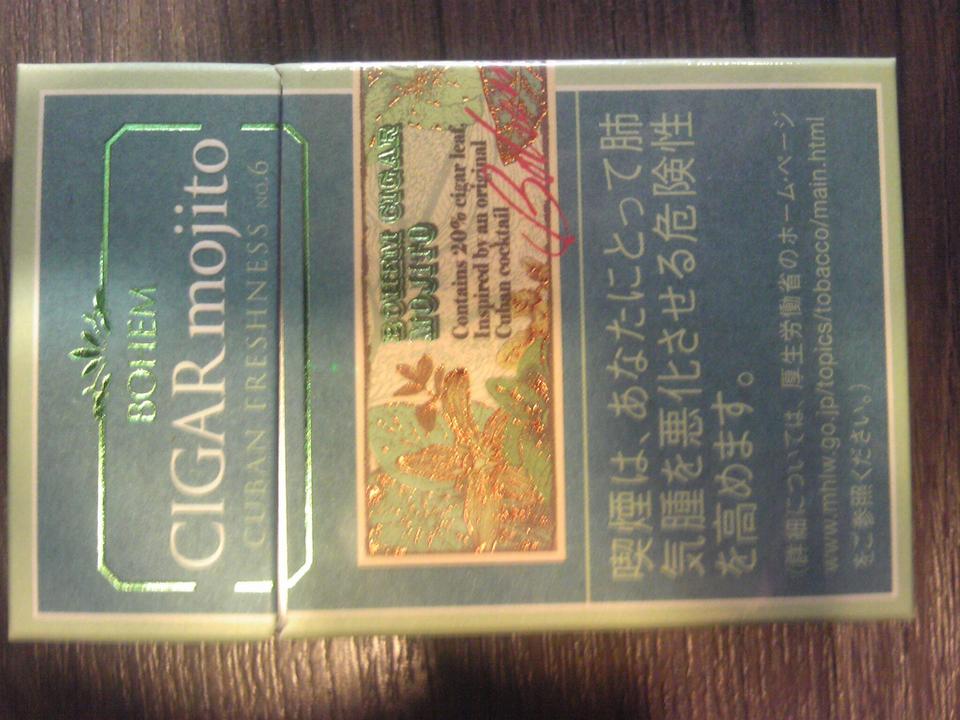 BOHEM
CIGARmojito
CUBAN FRESHNESS no.6
BOHEM CIGAR
MOJITO
Contains 20% cigar leaf,
Inspired by an original
Cuban cocktail
喫煙は、あなたにとって肺
気腫を悪化させる危険性
を高めます。
(詳細については、厚生労働省のホーム・ページ
www.mhlw.go.jp/topics/tobacco/main.html
をご参照ください。)